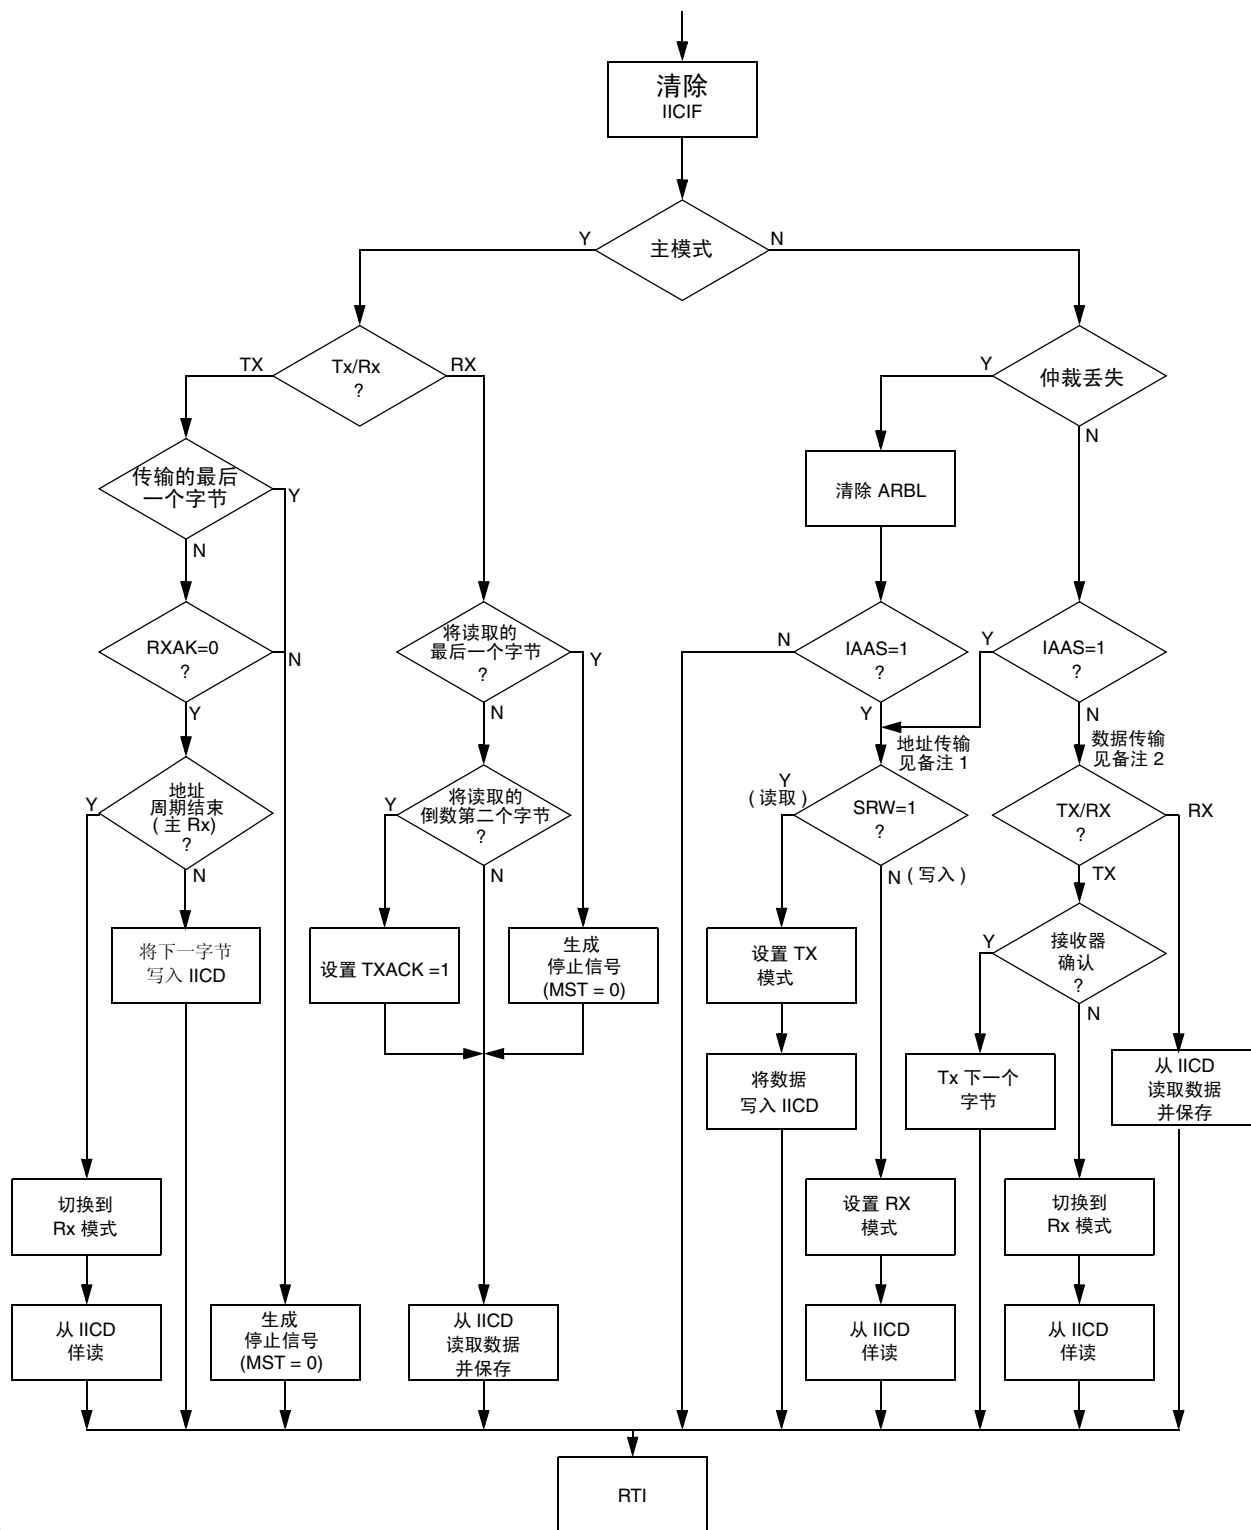 清除
IICIF
主模式
Y
N
Tx/Rx
?
TX
RX
仲裁丢失
Y
N
传输的最后
一个字节
Y
N
清除 ARBL
RXAK=0
?
N
Y
将读取的
最后一个字节
?
Y
N
IAAS=1
?
N
Y
IAAS=1
?
Y
N
地址传输
见备注 1
数据传输
见备注 2
地址
周期结束
( 主 Rx)
?
Y
N
将读取的
倒数第二个字节
?
Y
N
Y
( 读取 )
SRW=1
?
N ( 写入 )
TX/RX
?
RX
TX
将下一字节
写入 IICD
设置 TXACK =1
生成
停止信号
(MST = 0)
设置 TX
模式
接收器
确认
?
Y
N
将数据
写入 IICD
Tx 下一个
字节
从 IICD
读取数据
并保存
切换到
Rx 模式
设置 RX
模式
切换到
Rx 模式
从 IICD
佯读
生成
停止信号
(MST = 0)
从 IICD
读取数据
并保存
从 IICD
佯读
从 IICD
佯读
RTI